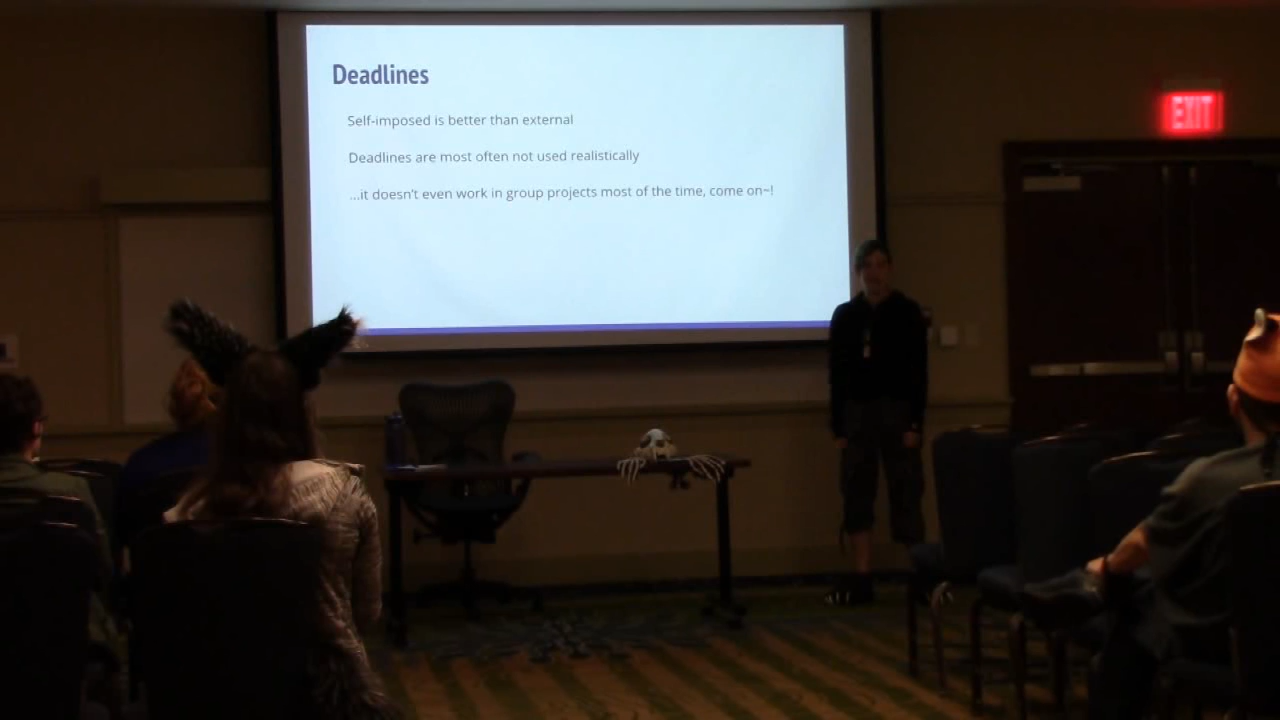 Deadlines
Self-imposed is better than external
Deadlines are most often not used realistically
...it doesn't even work in group projects most of the time, come on~!
EXIT